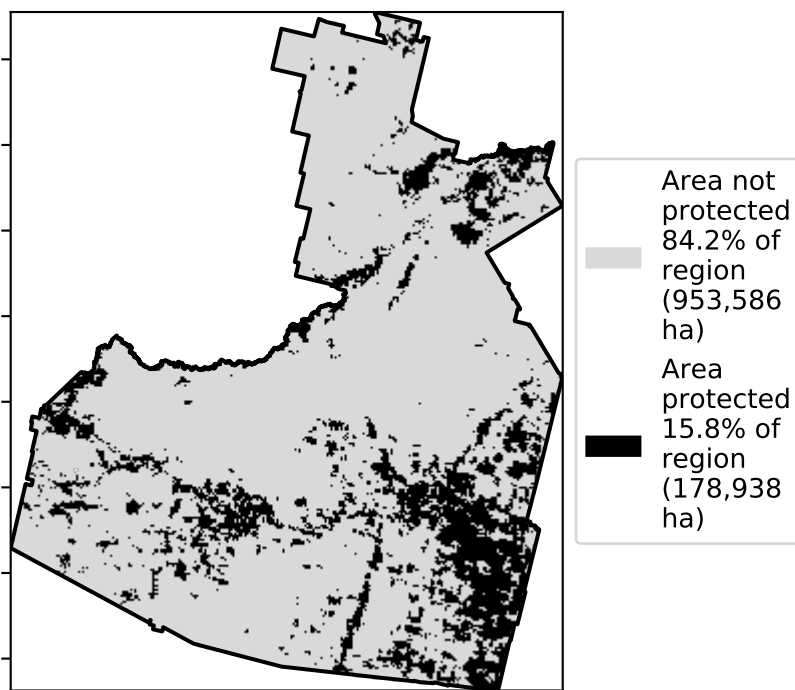 Area not
protected
84.2% of
region
(953,586
ha)
Area
protected
15.8% of
region
(178,938
ha)